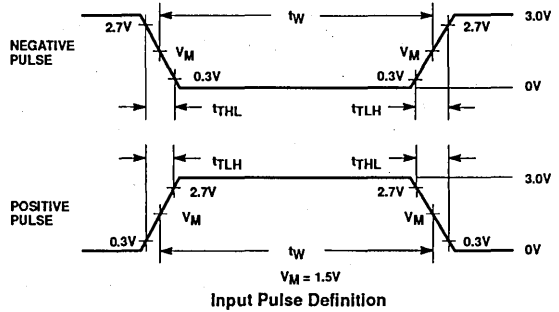 tW
2.7V
2.7V
3.0V
NEGATIVE
PULSE
VM
VM
0.3V
0.3V
0V
tTHL
tTLH
tTLH
tTHL
3.0V
2.7V
2.7V
POSITIVE
PULSE
VM
VM
0.3V
0.3V
tW
0V
VM = 1.5V
Input Pulse Definition